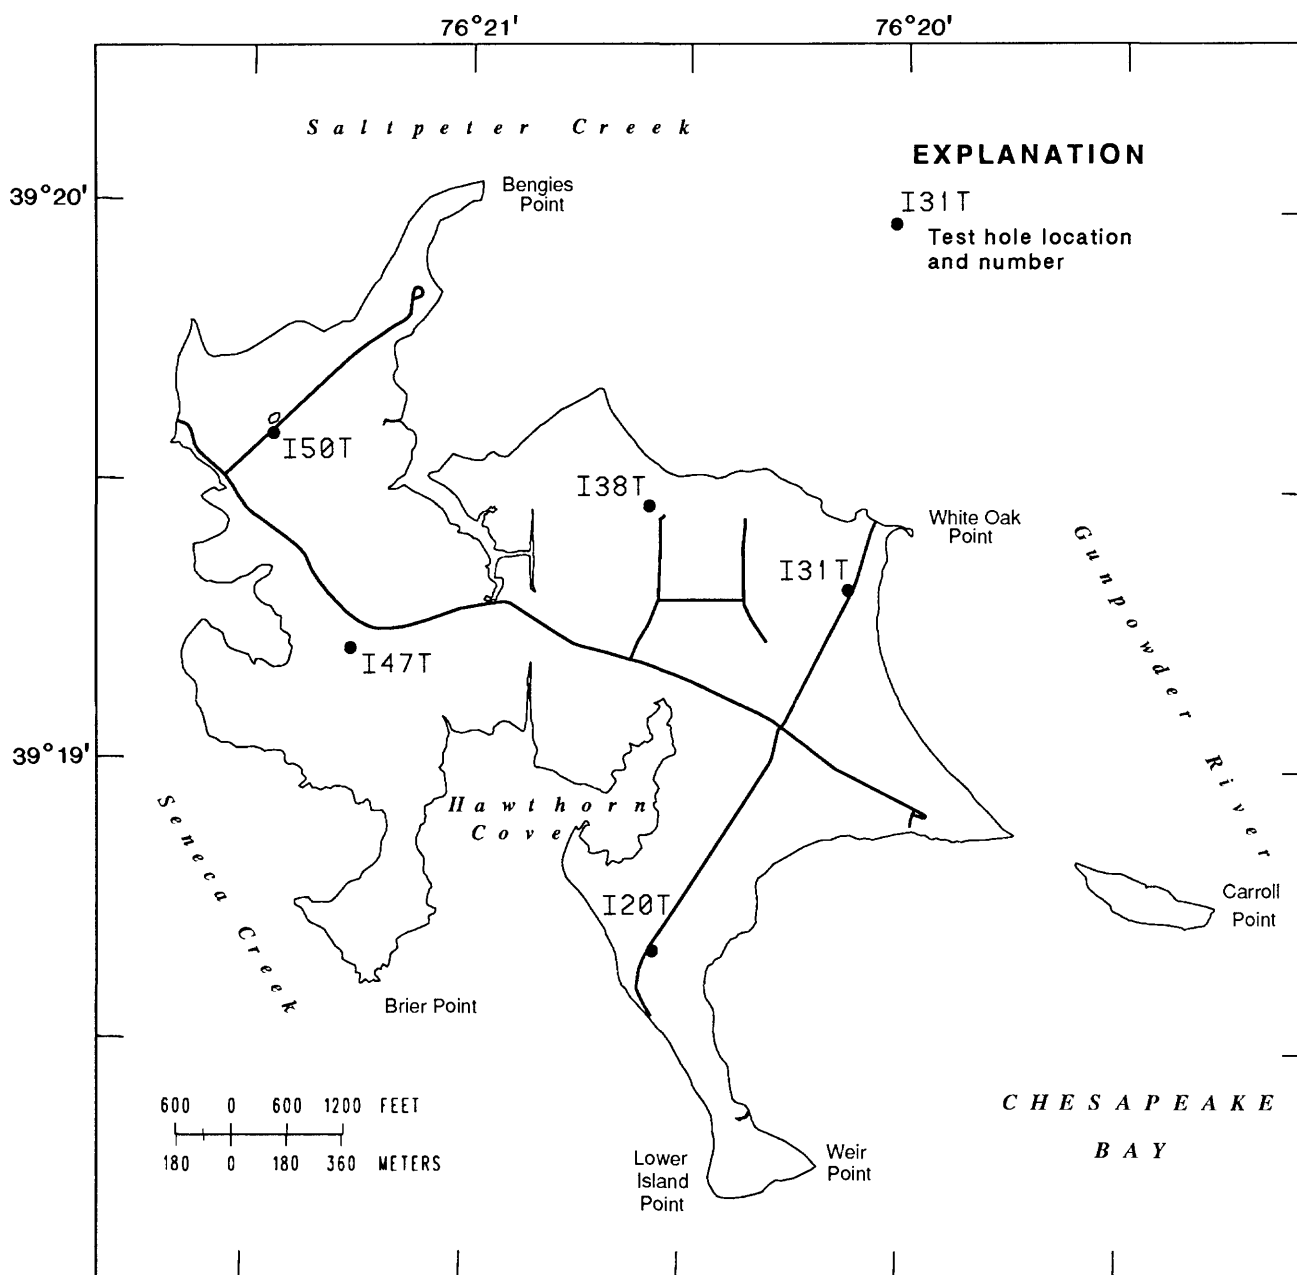 76°21'
76°20'
Saltpeter Creek
EXPLANATION
39°20'
Bengies
Point
I31T
Test hole location
and number
I50T
I38T
White Oak
Point
I31T
Gunpowder River
I47T
39°19'
Hawthorn
Cove
Seneca Creek
I20T
Carroll
Point
Brier Point
600 0 600 1200 FEET
180 0 180 360 METERS
CHESAPEAKE
BAY
Lower
Island
Point
Weir
Point